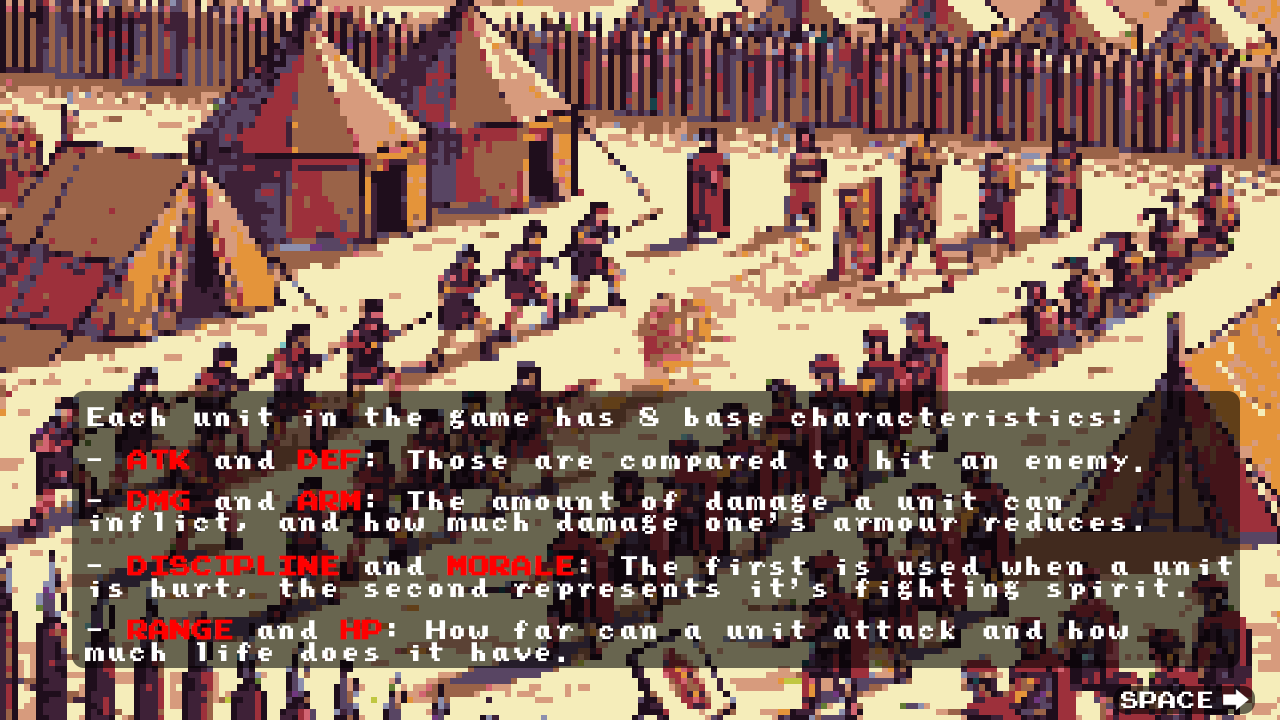 Each unit in the game has 8 base characteristics:
- ATK and DEF: Those are compared to hit an enemy.
- DMG and ARM: The amount of damage a unit can
inflict, and how much damage one's armour reduces.
- DISCIPLINE and MORALE: The first is used when a unit
is hurt, the second represents it's fighting spirit.
- RANGE and HP: How far can a unit attack and how
much life does it have.
SPACE